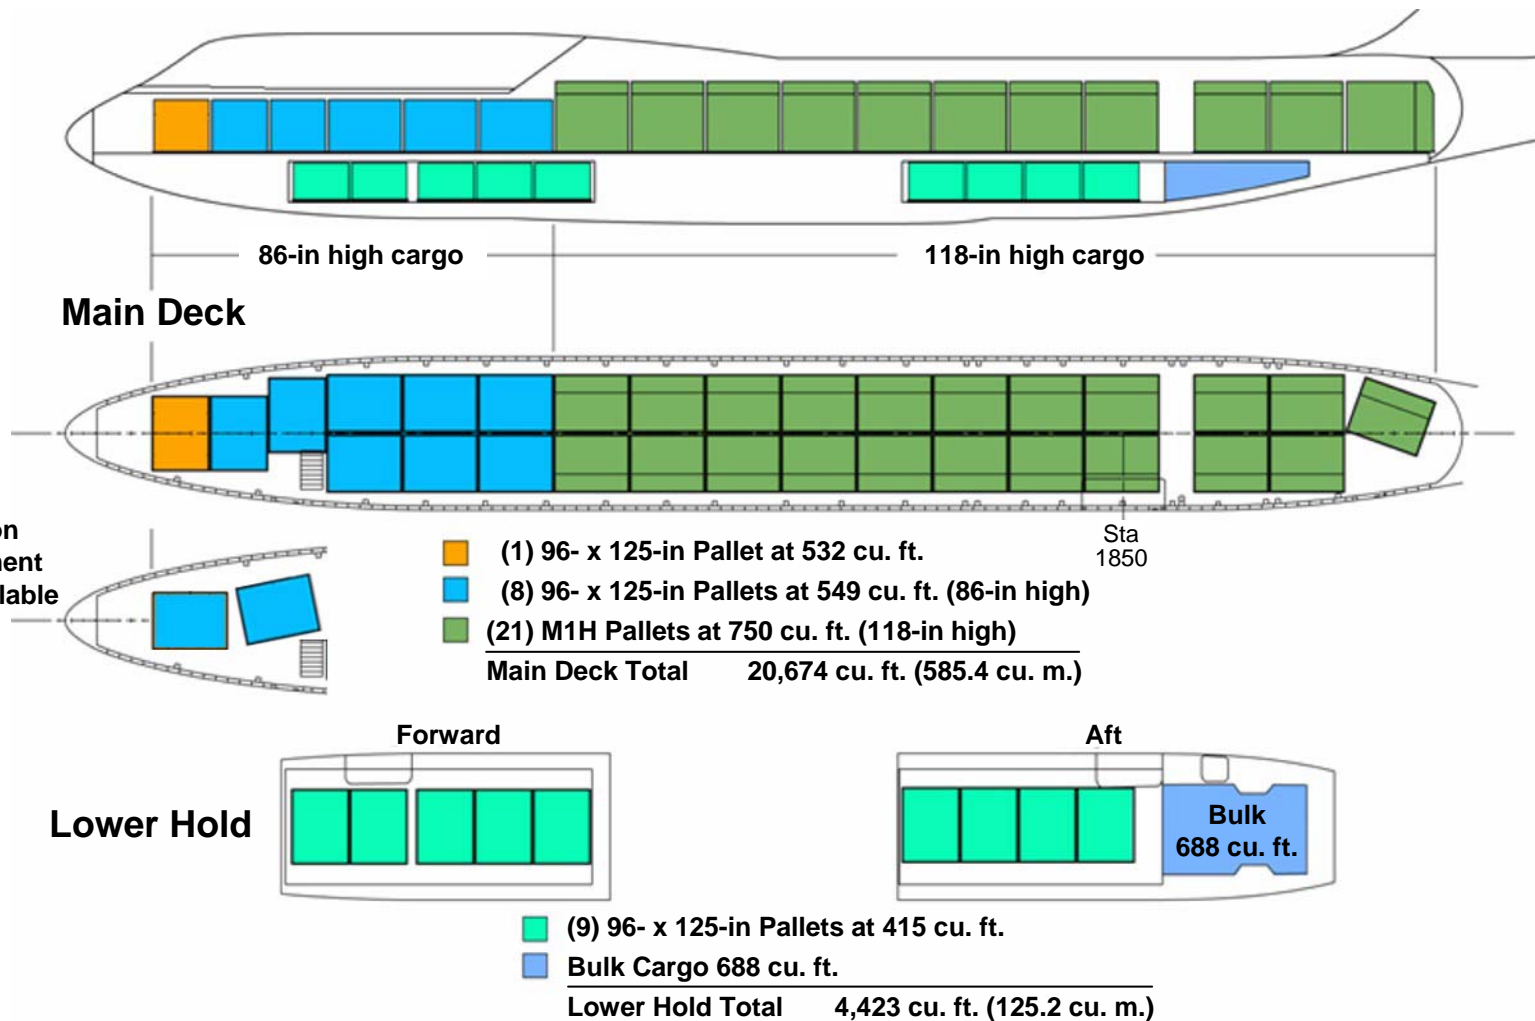 86-in high cargo
118-in high cargo
Main Deck
Sta
1850
on
lable
(1) 96- x 125-in Pallet at 532 cu. ft.
(8) 96- x 125-in Pallets at 549 cu. ft. (86-in high)
(21) M1H Pallets at 750 cu. ft. (118-in high)
Main Deck Total 20,674 cu. ft. (585.4 cu. m.)
Forward
Aft
Lower Hold
Bulk
688 cu. ft.
(9) 96- x 125-in Pallets at 415 cu. ft.
Bulk Cargo 688 cu. ft.
Lower Hold Total 4,423 cu. ft. (125.2 cu. m.)